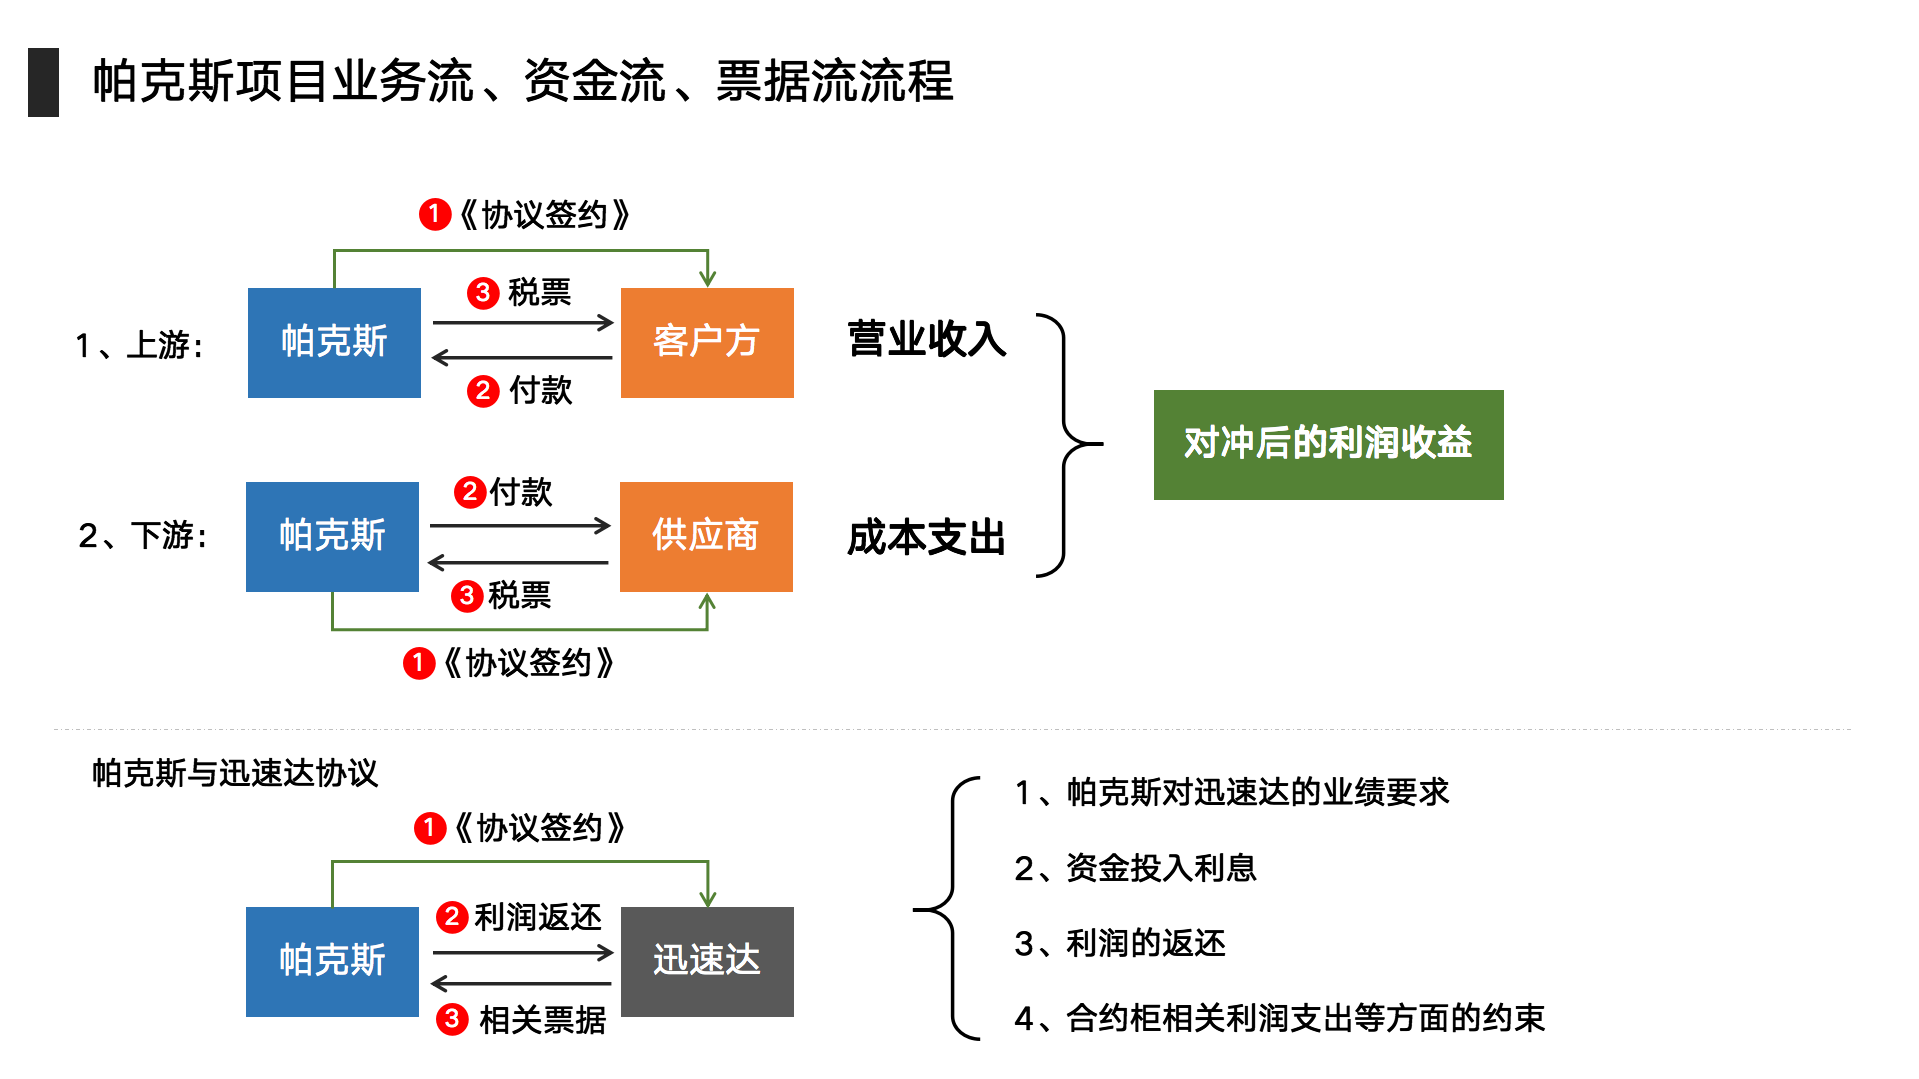 帕克斯项目业务流、资金流、票据流流程
1《协议签约》
3 税票
1、上游：
帕克斯
客户方
营业收入
2 付款
对冲后的利润收益
2 付款
2、下游：
帕克斯
供应商
成本支出
3 税票
1《协议签约》
帕克斯与迅速达协议
1《协议签约》
2 利润返还
帕克斯
迅速达
3 相关票据
1、帕克斯对迅速达的业绩要求
2、资金投入利息
3、利润的返还
4、合约柜相关利润支出等方面的约束